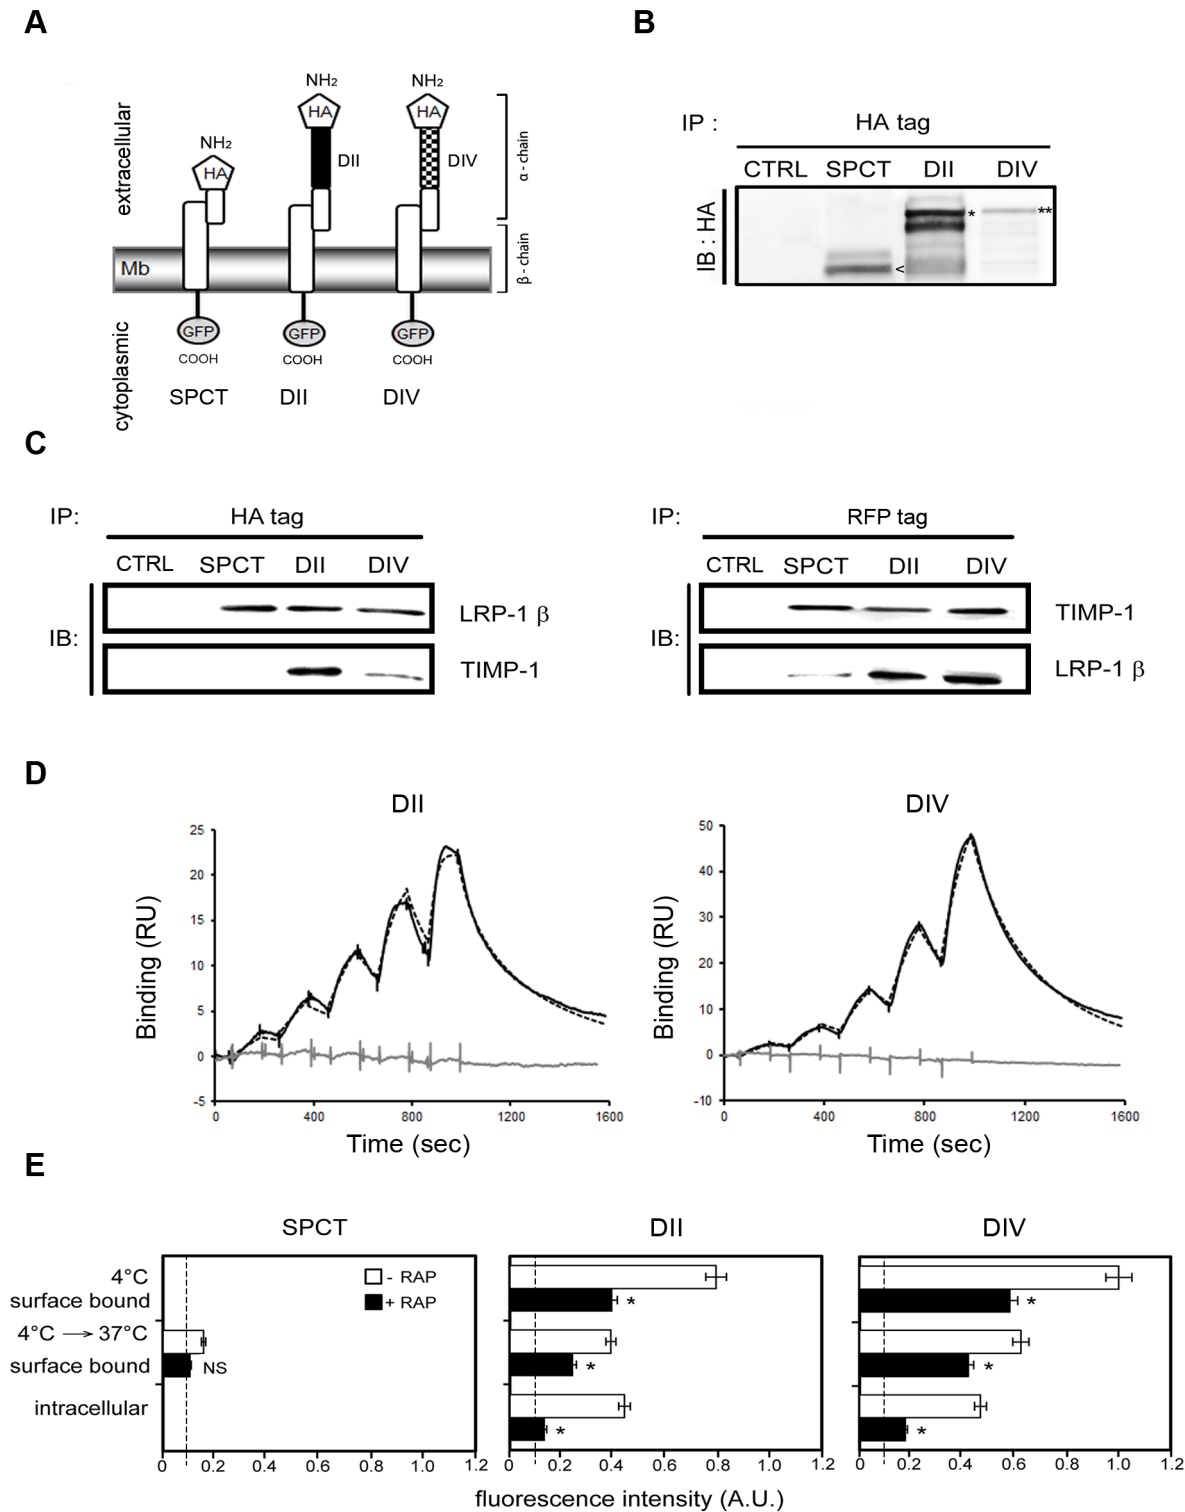 A
extracellular
cytoplasmic
NH2
HA
NH2
HA
DII
NH2
HA
DIV
α - chain
β - chain
Mb
GFP
GFP
GFP
COOH
COOH
COOH
SPCT
DII
DIV
B
IP :
HA tag
CTRL SPCT DII DIV
IB : HA
*
**
<
C
IP:
HA tag
CTRL SPCT DII DIV
IB:
LRP-1 β
TIMP-1
IP:
RFP tag
CTRL SPCT DII DIV
IB:
TIMP-1
LRP-1 β
D
DII
Binding (RU)
25
20
15
10
5
0
-5
0 400 800 1200 1600
Time (sec)
DIV
Binding (RU)
50
40
30
20
10
0
-10
0 400 800 1200 1600
Time (sec)
E
SPCT
DII
DIV
4°C
surface bound
4°C → 37°C
surface bound
intracellular
- RAP
+ RAP
NS
*
*
*
*
*
*
0 0.2 0.4 0.6 0.8 1.0 1.2
0 0.2 0.4 0.6 0.8 1.0 1.2
0 0.2 0.4 0.6 0.8 1.0 1.2
fluorescence intensity (A.U.)